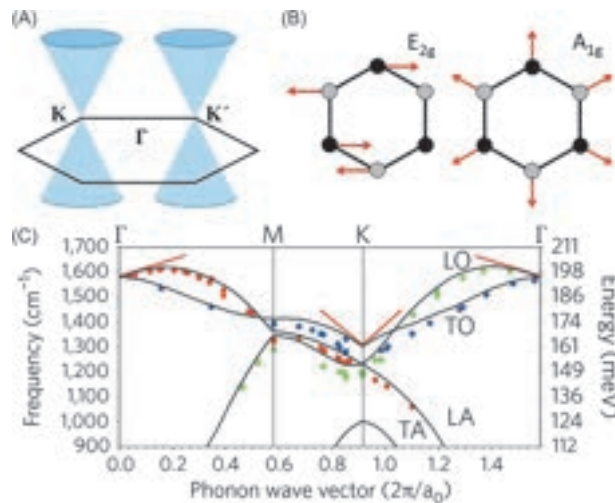 (A)
K
K´
Γ
(B)
E2g
A1g
(C)
Γ M K Γ
1,700
1,600
1,500
1,400
1,300
1,200
1,100
1,000
900
Frequency (cm⁻¹)
LO
TO
LA
TA
211
198
186
174
161
149
136
124
112
Energy (meV)
0.0 0.2 0.4 0.6 0.8 1.0 1.2 1.4
Phonon wave vector (2π/a0)